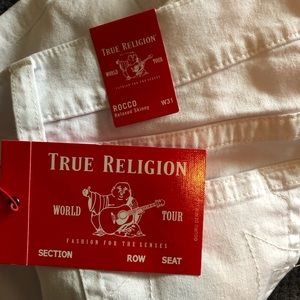 TRUE RELIGION
WORLD TOUR
FASHION FOR THE SENSES
ROCCO
Relaxed Skinny
W31
TRUE RELIGION
WORLD TOUR
FASHION FOR THE SENSES
SECTION ROW SEAT